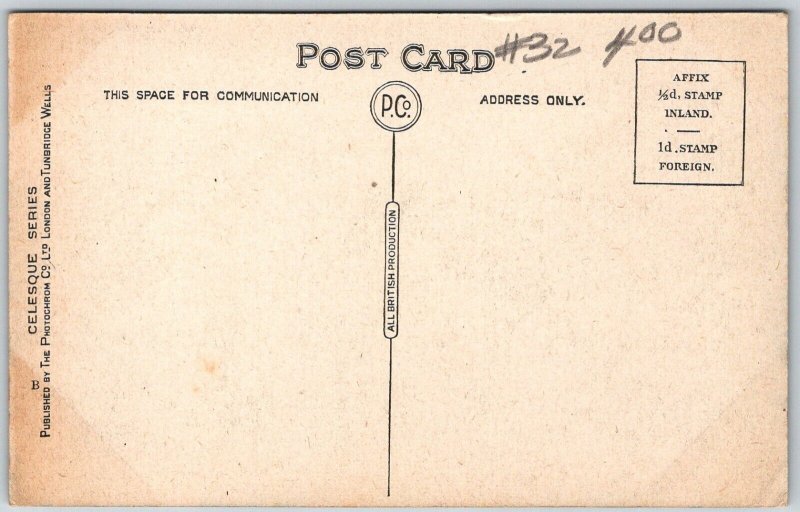 POST CARD
#32 400
THIS SPACE FOR COMMUNICATION
P.Co.
ADDRESS ONLY.
AFFIX
½d. STAMP
INLAND.
1d. STAMP
FOREIGN.
ALL BRITISH PRODUCTION
CELESQUE SERIES
PUBLISHED BY THE PHOTOCHROM CO. LTD LONDON AND TUNBRIDGE WELLS
B